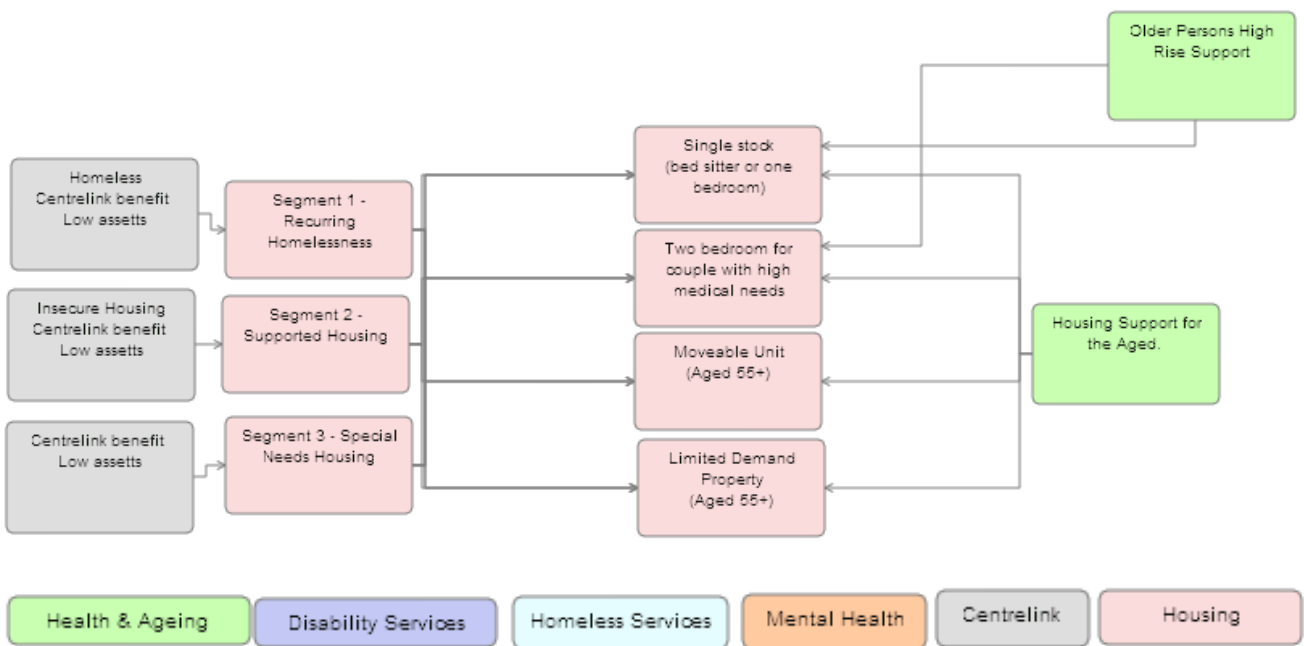 Older Persons High
Rise Support
Single stock
(bed sitter or one
bedroom)
Homeless
Centrelink benefit
Low assetts
Segment 1 -
Recurring
Homelessness
Two bedroom for
couple with high
medical needs
Insecure Housing
Centrelink benefit
Low assetts
Segment 2 -
Supported Housing
Housing Support for
the Aged.
Moveable Unit
(Aged 55+)
Centrelink benefit
Low assetts
Segment 3 - Special
Needs Housing
Limited Demand
Property
(Aged 55+)
Health & Ageing
Disability Services
Homeless Services
Mental Health
Centrelink
Housing